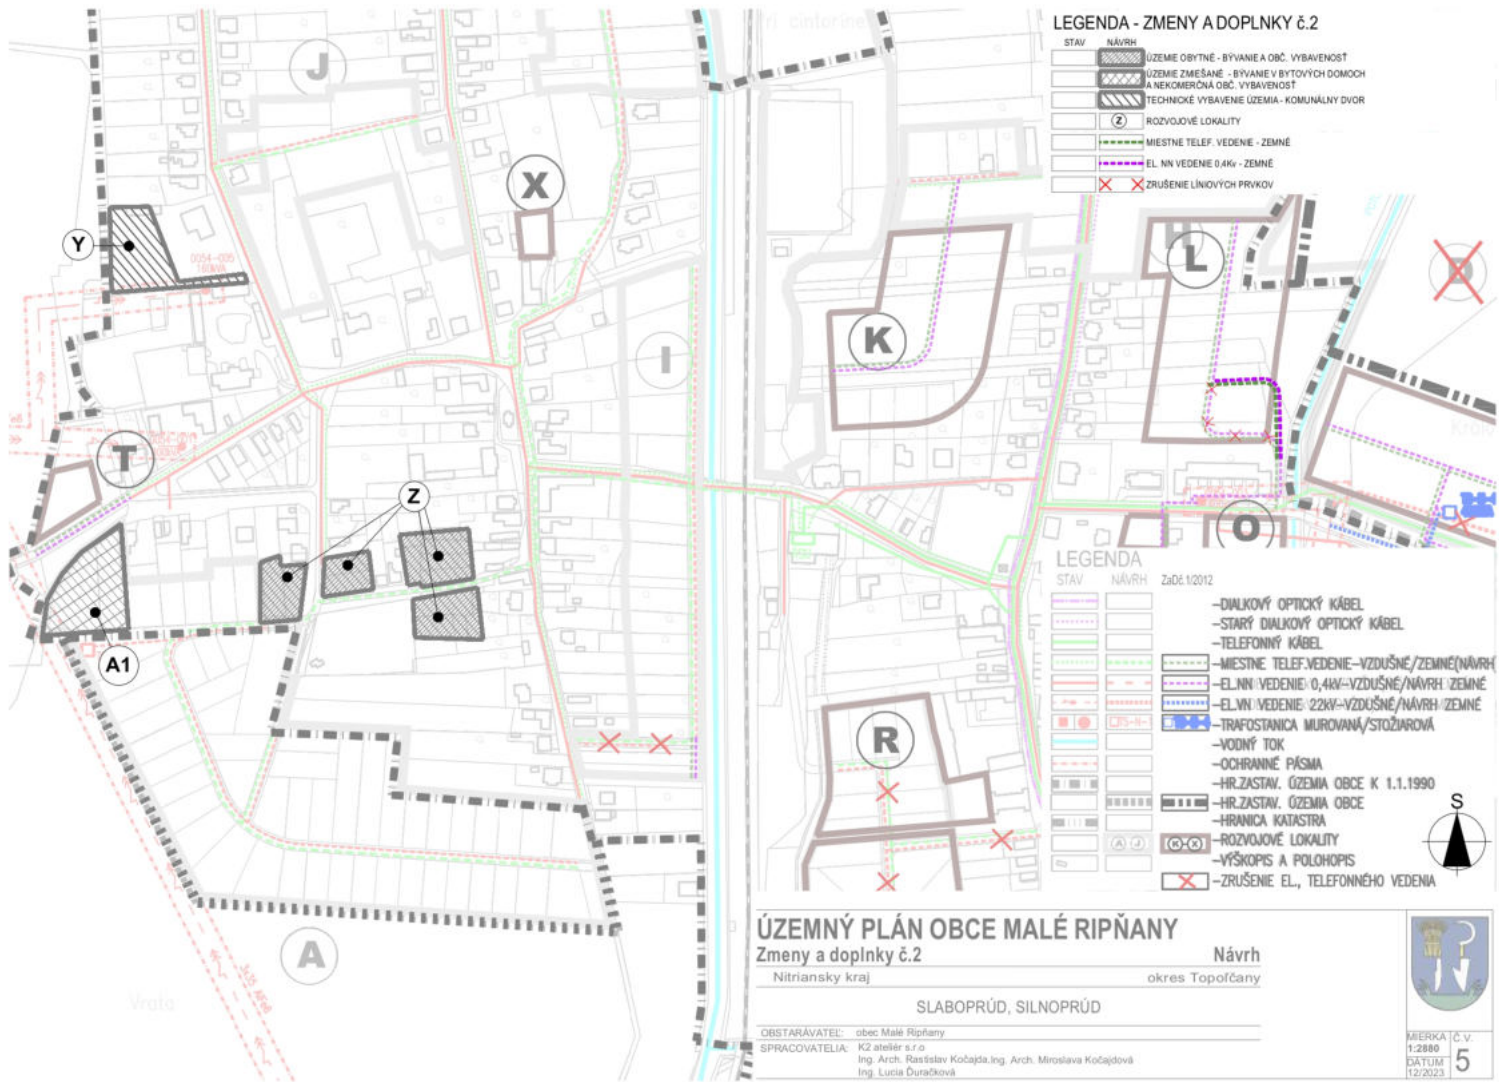 LEGENDA - ZMENY A DOPLNKY č.2
STAV NÁVRH
ÚZEMIE OBYTNÉ - BÝVANIE A OBČ. VYBAVENOSŤ
ÚZEMIE ZMIEŠANÉ - BÝVANIE V BYTOVÝCH DOMOCH
A NEKOMERČNÁ OBČ. VYBAVENOSŤ
TECHNICKÉ VYBAVENIE ÚZEMIA - KOMUNÁLNY DVOR
Z ROZVOJOVÉ LOKALITY
MIESTNE TELEF. VEDENIE - ZEMNÉ
EL. NN VEDENIE 0,4Kv - ZEMNÉ
ZRUŠENIE LÍNIOVÝCH PRVKOV
J
X
Y
0034-005
160kVA
L
K
I
T
Z
O
A1
R
A
Vrala
LEGENDA
STAV NÁVRH ZaDč.1/2012
-DIALKOVÝ OPTICKÝ KÁBEL
-STARÝ DIALKOVÝ OPTICKÝ KÁBEL
-TELEFONNÝ KÁBEL
-MIESTNE TELEF.VEDENIE-VZDUŠNÉ/ZEMNÉ(NÁVRH
-EL.NN VEDENIE 0,4kV-VZDUŠNÉ/NÁVRH ZEMNÉ
-EL.VN VEDENIE 22kV-VZDUŠNÉ/NÁVRH ZEMNÉ
-TRAFOSTANICA MUROVANÁ/STOŽIAROVÁ
-VODNÝ TOK
-OCHRANNÉ PÁSMA
-HR.ZASTAV. ÚZEMIA OBCE K 1.1.1990
-HR.ZASTAV. ÚZEMIA OBCE
-HRANICA KATASTRA
A J K-X -ROZVOJOVÉ LOKALITY
-VÝŠKOPIS A POLOHOPIS
-ZRUŠENIE EL., TELEFONNÉHO VEDENIA
S
ÚZEMNÝ PLÁN OBCE MALÉ RIPŇANY
Zmeny a doplnky č.2 Návrh
Nitriansky kraj okres Topoľčany
SLABOPRÚD, SILNOPRÚD
OBSTARÁVATEĽ: obec Malé Ripňany
SPRACOVATELIA: K2 ateliér s.r.o
Ing. Arch. Rastislav Kočajda,Ing. Arch. Miroslava Kočajdová
Ing. Lucia Ďuračková
MIERKA Č.V.
1:2880
DÁTUM 5
12/2023